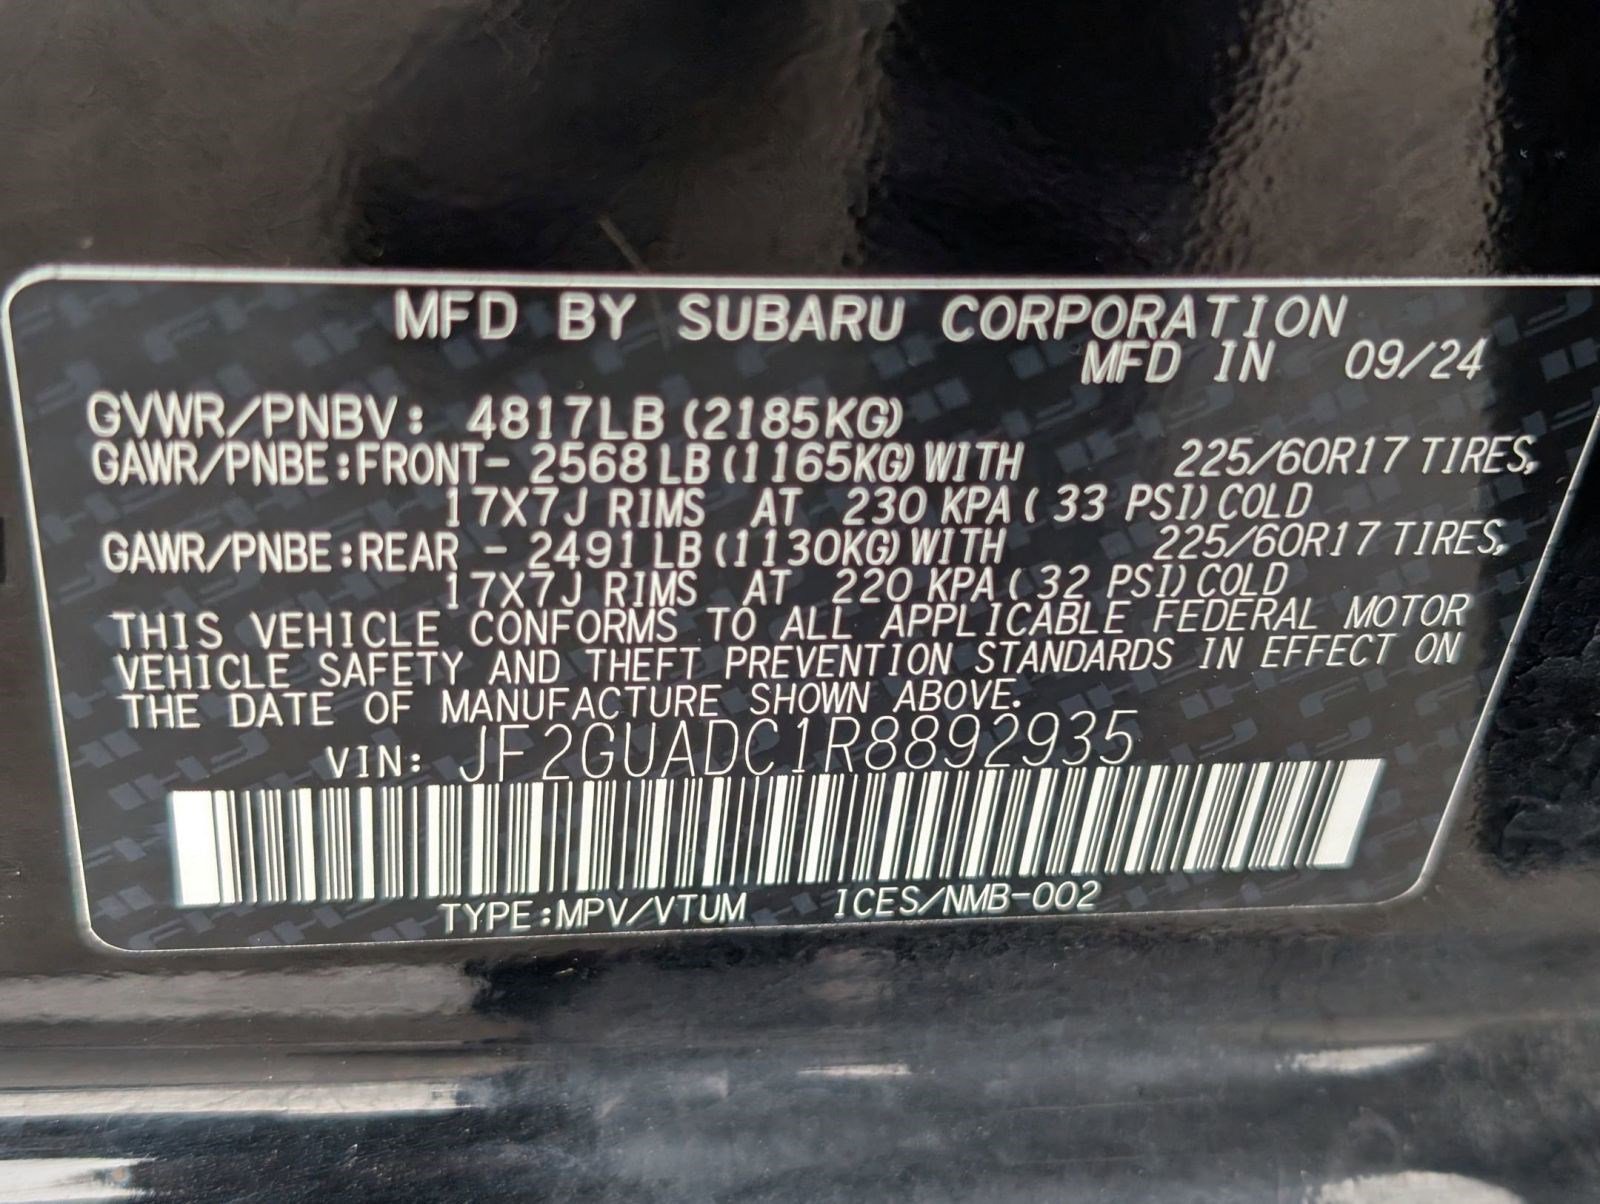 MFD BY SUBARU CORPORATION
MFD IN 09/24
GVWR/PNBV: 4817LB (2185KG)
GAWR/PNBE:FRONT- 2568 LB (1165KG) WITH 225/60R17 TIRES,
17X7J RIMS AT 230 KPA ( 33 PSI) COLD
GAWR/PNBE:REAR - 2491 LB (1130KG) WITH 225/60R17 TIRES,
17X7J RIMS AT 220 KPA ( 32 PSI) COLD
THIS VEHICLE CONFORMS TO ALL APPLICABLE FEDERAL MOTOR
VEHICLE SAFETY AND THEFT PREVENTION STANDARDS IN EFFECT ON
THE DATE OF MANUFACTURE SHOWN ABOVE.
VIN: JF2GUADC1R8892935
TYPE:MPV/VTUM ICES/NMB-002